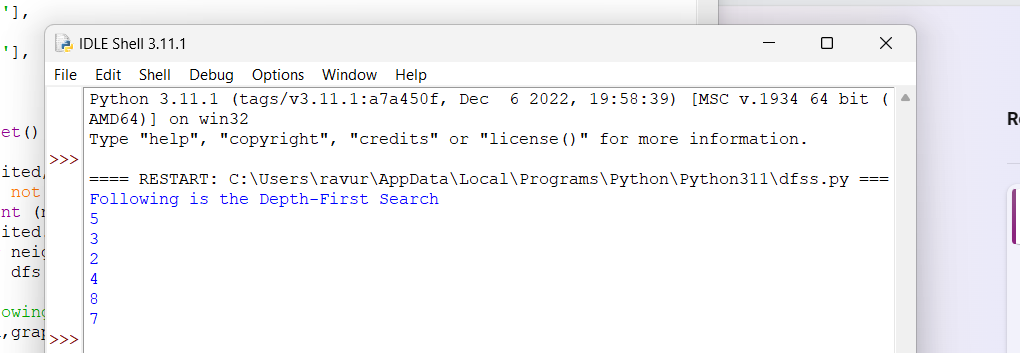 '],
'],
et()
ited,
not
nt (
ited.
neig
dfs
owing
,grap
IDLE Shell 3.11.1
File Edit Shell Debug Options Window Help
Python 3.11.1 (tags/v3.11.1:a7a450f, Dec  6 2022, 19:58:39) [MSC v.1934 64 bit (
AMD64)] on win32
Type "help", "copyright", "credits" or "license()" for more information.
>>>
==== RESTART: C:\Users\ravur\AppData\Local\Programs\Python\Python311\dfss.py ===
Following is the Depth-First Search
5
3
2
4
8
7
>>>